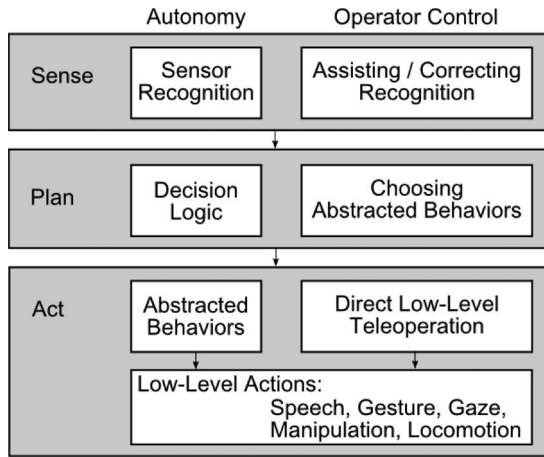 Autonomy Operator Control
Sense
Sensor
Recognition
Assisting / Correcting
Recognition
Plan
Decision
Logic
Choosing
Abstracted Behaviors
Act
Abstracted
Behaviors
Direct Low-Level
Teleoperation
Low-Level Actions:
Speech, Gesture, Gaze,
Manipulation, Locomotion